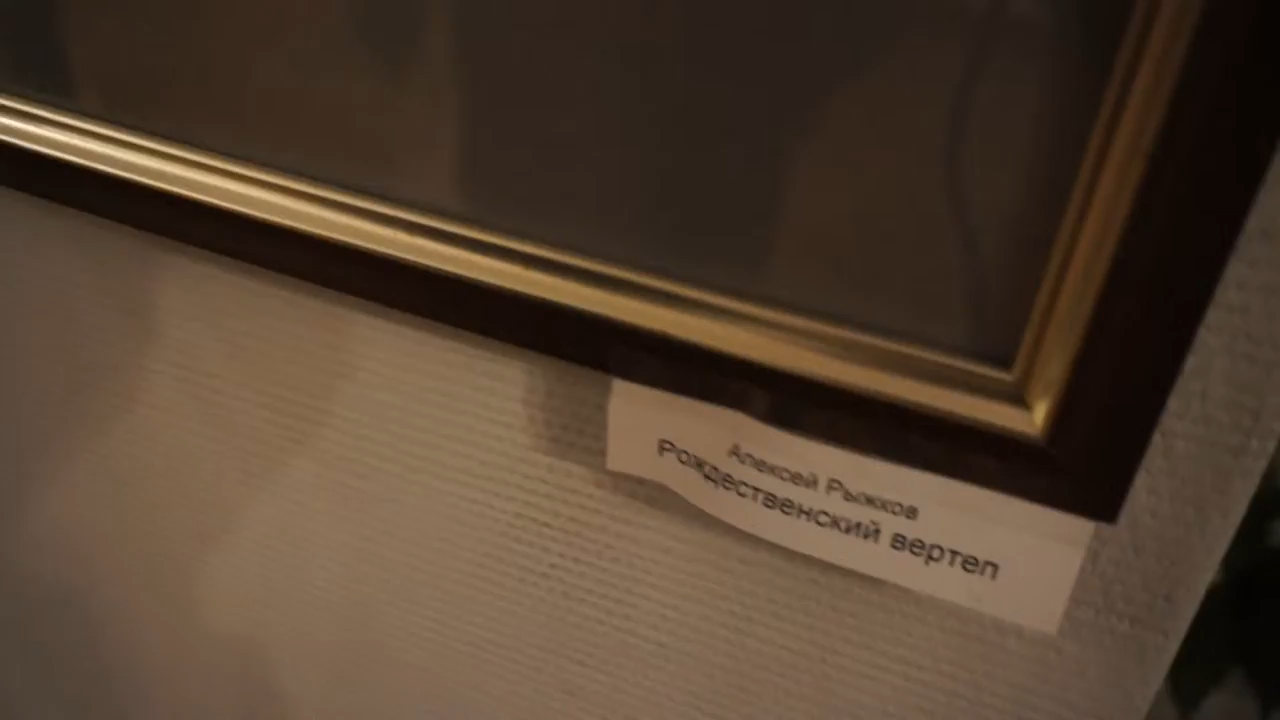 Алексей Рыжков
Рождественский вертеп